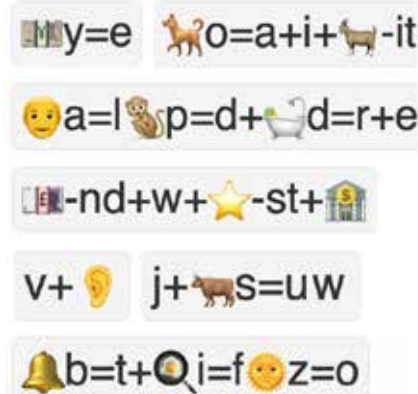 💴y=e 🐈o=a+i+🐐-it
👨a=l🐒p=d+🛁d=r+e
💷-nd+w+⭐-st+🏦
v+👂 j+🐂s=uw
🔔b=t+🍳i=f🌞z=o